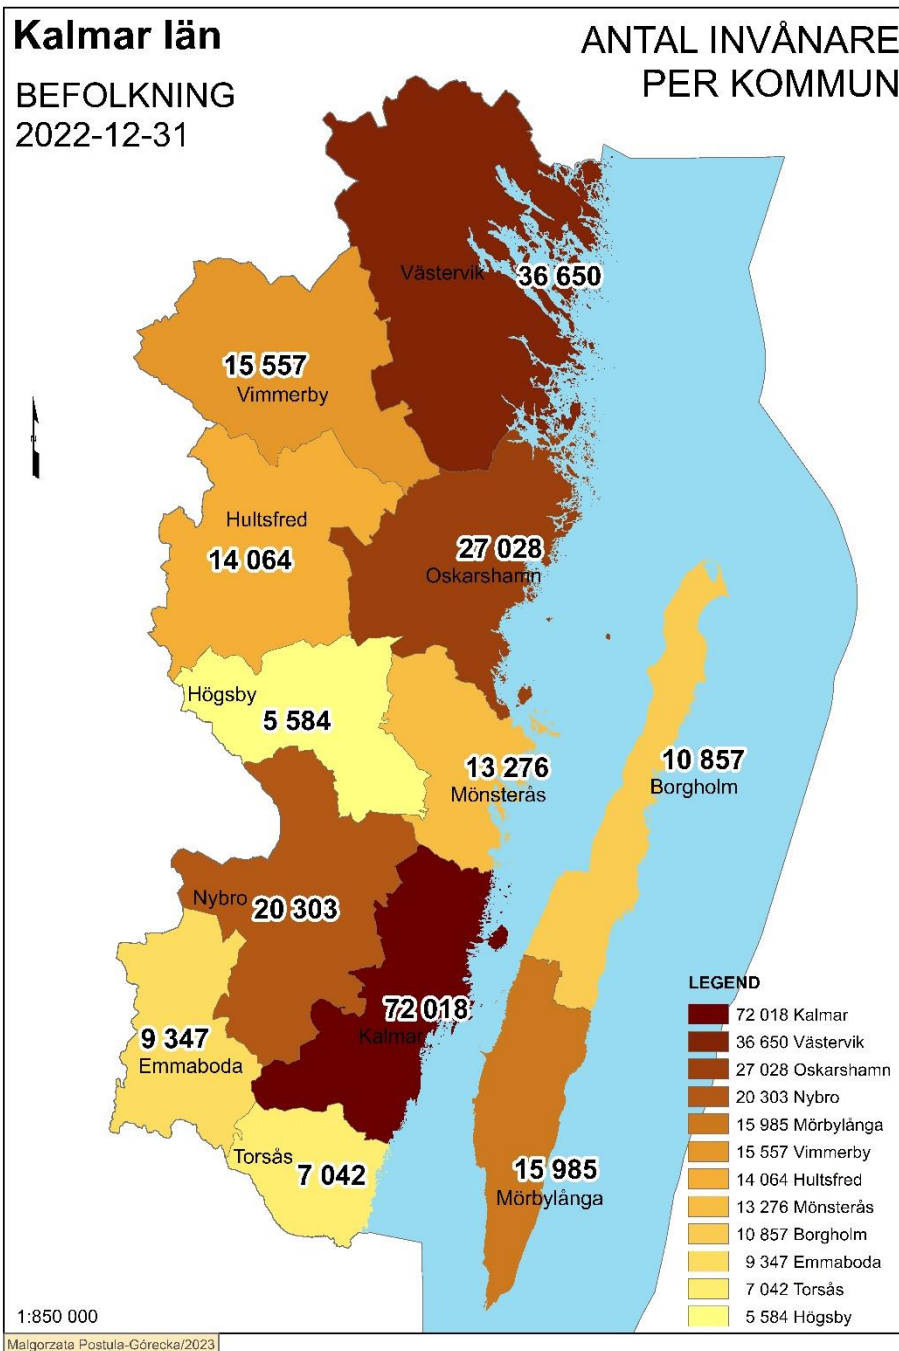 Kalmar län
BEFOLKNING
2022-12-31
ANTAL INVÅNARE
PER KOMMUN
Västervik
36 650
15 557
Vimmerby
Hultsfred
14 064
27 028
Oskarshamn
Högsby
5 584
13 276
Mönsterås
10 857
Borgholm
Nybro
20 303
72 018
Kalmar
9 347
Emmaboda
Torsås
7 042
15 985
Mörbylånga
LEGEND
72 018 Kalmar
36 650 Västervik
27 028 Oskarshamn
20 303 Nybro
15 985 Mörbylånga
15 557 Vimmerby
14 064 Hultsfred
13 276 Mönsterås
10 857 Borgholm
9 347 Emmaboda
7 042 Torsås
5 584 Högsby
1:850 000
Malgorzata Postula-Górecka/2023